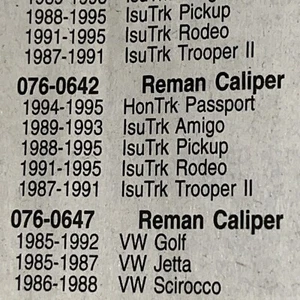 1988-1995 IsuTrk Pickup
1991-1995 IsuTrk Rodeo
1987-1991 IsuTrk Trooper II
076-0642 Reman Caliper
1994-1995 HonTrk Passport
1989-1993 IsuTrk Amigo
1988-1995 IsuTrk Pickup
1991-1995 IsuTrk Rodeo
1987-1991 IsuTrk Trooper II
076-0647 Reman Caliper
1985-1992 VW Golf
1985-1987 VW Jetta
1986-1988 VW Scirocco